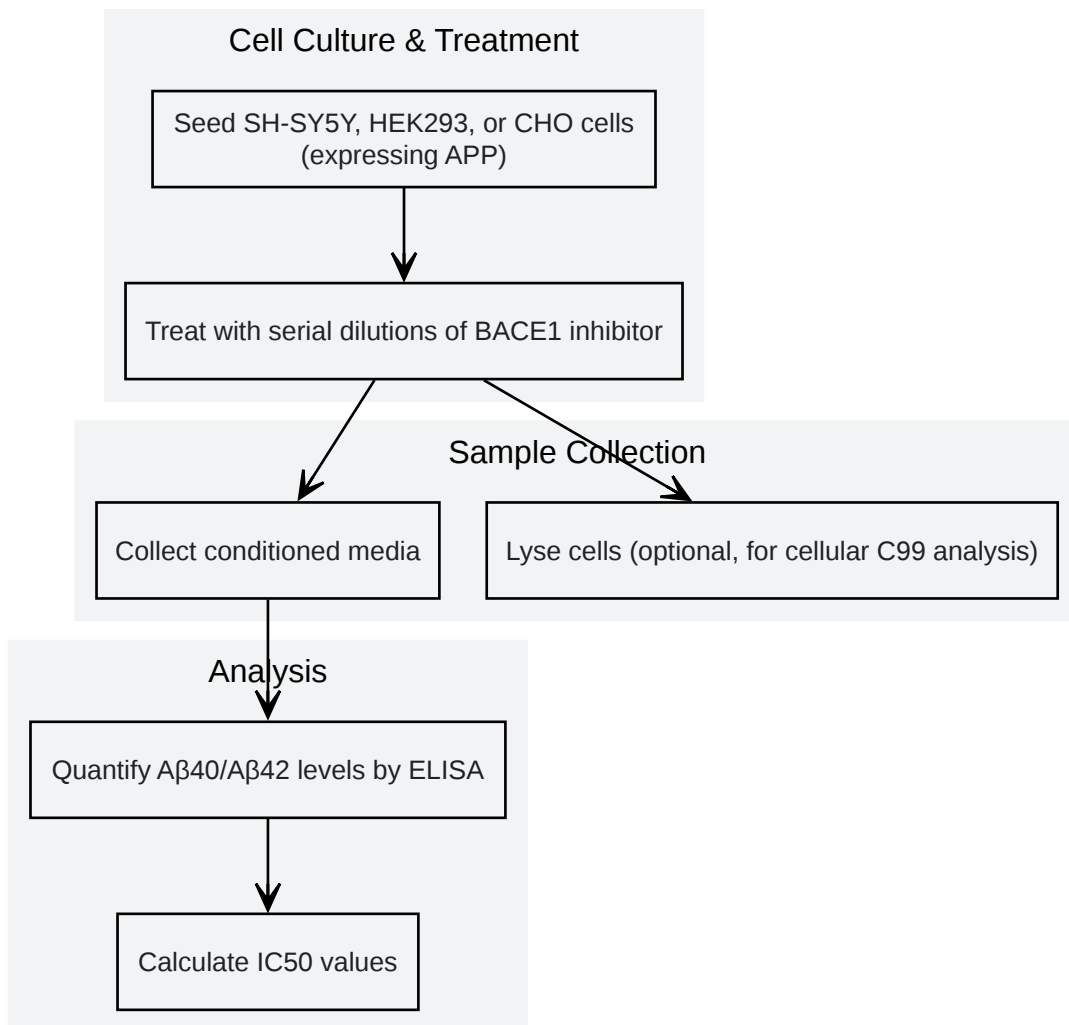 Cell Culture & Treatment
Seed SH-SY5Y, HEK293, or CHO cells
(expressing APP)
Treat with serial dilutions of BACE1 inhibitor
Sample Collection
Collect conditioned media
Lyse cells (optional, for cellular C99 analysis)
Analysis
Quantify Aβ40/Aβ42 levels by ELISA
Calculate IC50 values